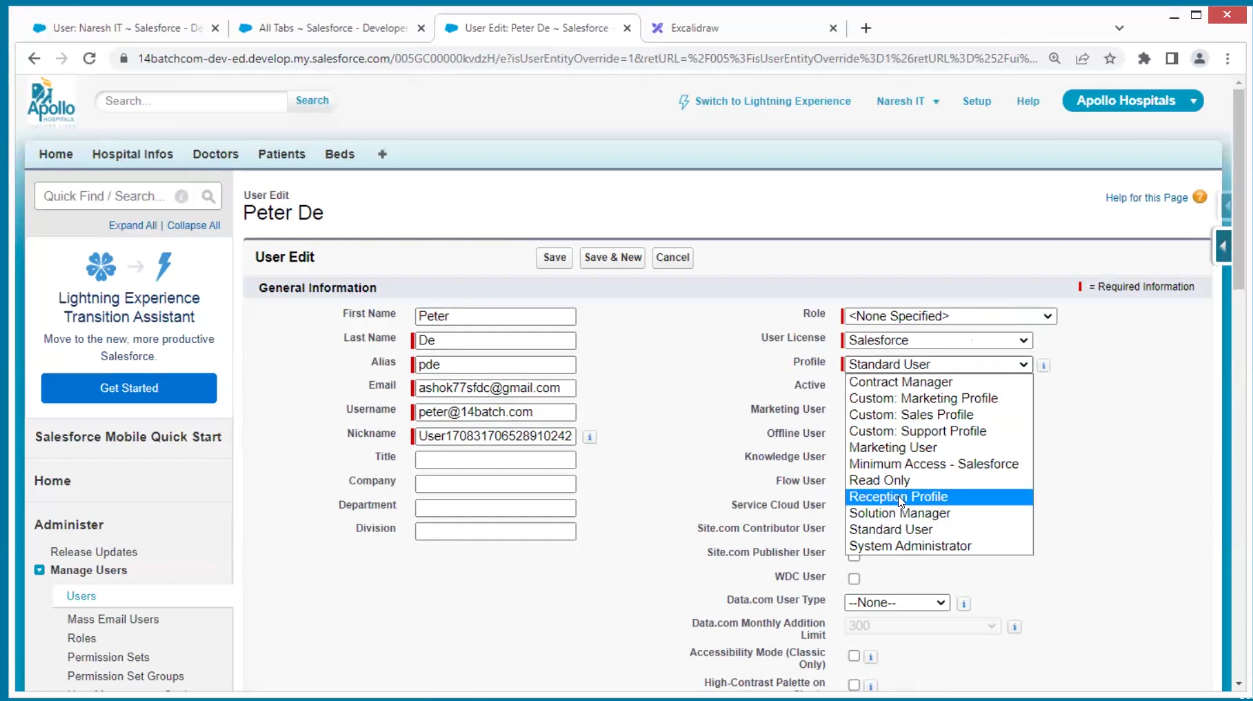 User: Naresh IT ~ Salesforce - De
All Tabs ~ Salesforce - Develope
User Edit: Peter De ~ Salesforce
Excalidraw
14batchcom-dev-ed.develop.my.salesforce.com/005GC00000kvdzH/e?isUserEntityOverride=1&retURL=%2F005%3FisUserEntityOverride%3D1%26retURL%3D%252Fui%...
Apollo
HOSPITALS
Search...
Search
Switch to Lightning Experience
Naresh IT
Setup
Help
Apollo Hospitals
Home
Hospital Infos
Doctors
Patients
Beds
Quick Find / Search...
Expand All | Collapse All
Lightning Experience
Transition Assistant
Move to the new, more productive
Salesforce.
Get Started
Salesforce Mobile Quick Start
Home
Administer
Release Updates
Manage Users
Users
Mass Email Users
Roles
Permission Sets
Permission Set Groups
User Edit
Peter De
Help for this Page
User Edit
Save
Save & New
Cancel
General Information
= Required Information
First Name
Peter
Last Name
De
Alias
pde
Email
ashok77sfdc@gmail.com
Username
peter@14batch.com
Nickname
User170831706528910242
Title
Company
Department
Division
Role
<None Specified>
User License
Salesforce
Profile
Standard User
Contract Manager
Custom: Marketing Profile
Custom: Sales Profile
Custom: Support Profile
Marketing User
Minimum Access - Salesforce
Read Only
Reception Profile
Solution Manager
Standard User
System Administrator
Active
Marketing User
Offline User
Knowledge User
Flow User
Service Cloud User
Site.com Contributor User
Site.com Publisher User
WDC User
Data.com User Type
--None--
Data.com Monthly Addition
Limit
300
Accessibility Mode (Classic
Only)
High-Contrast Palette on